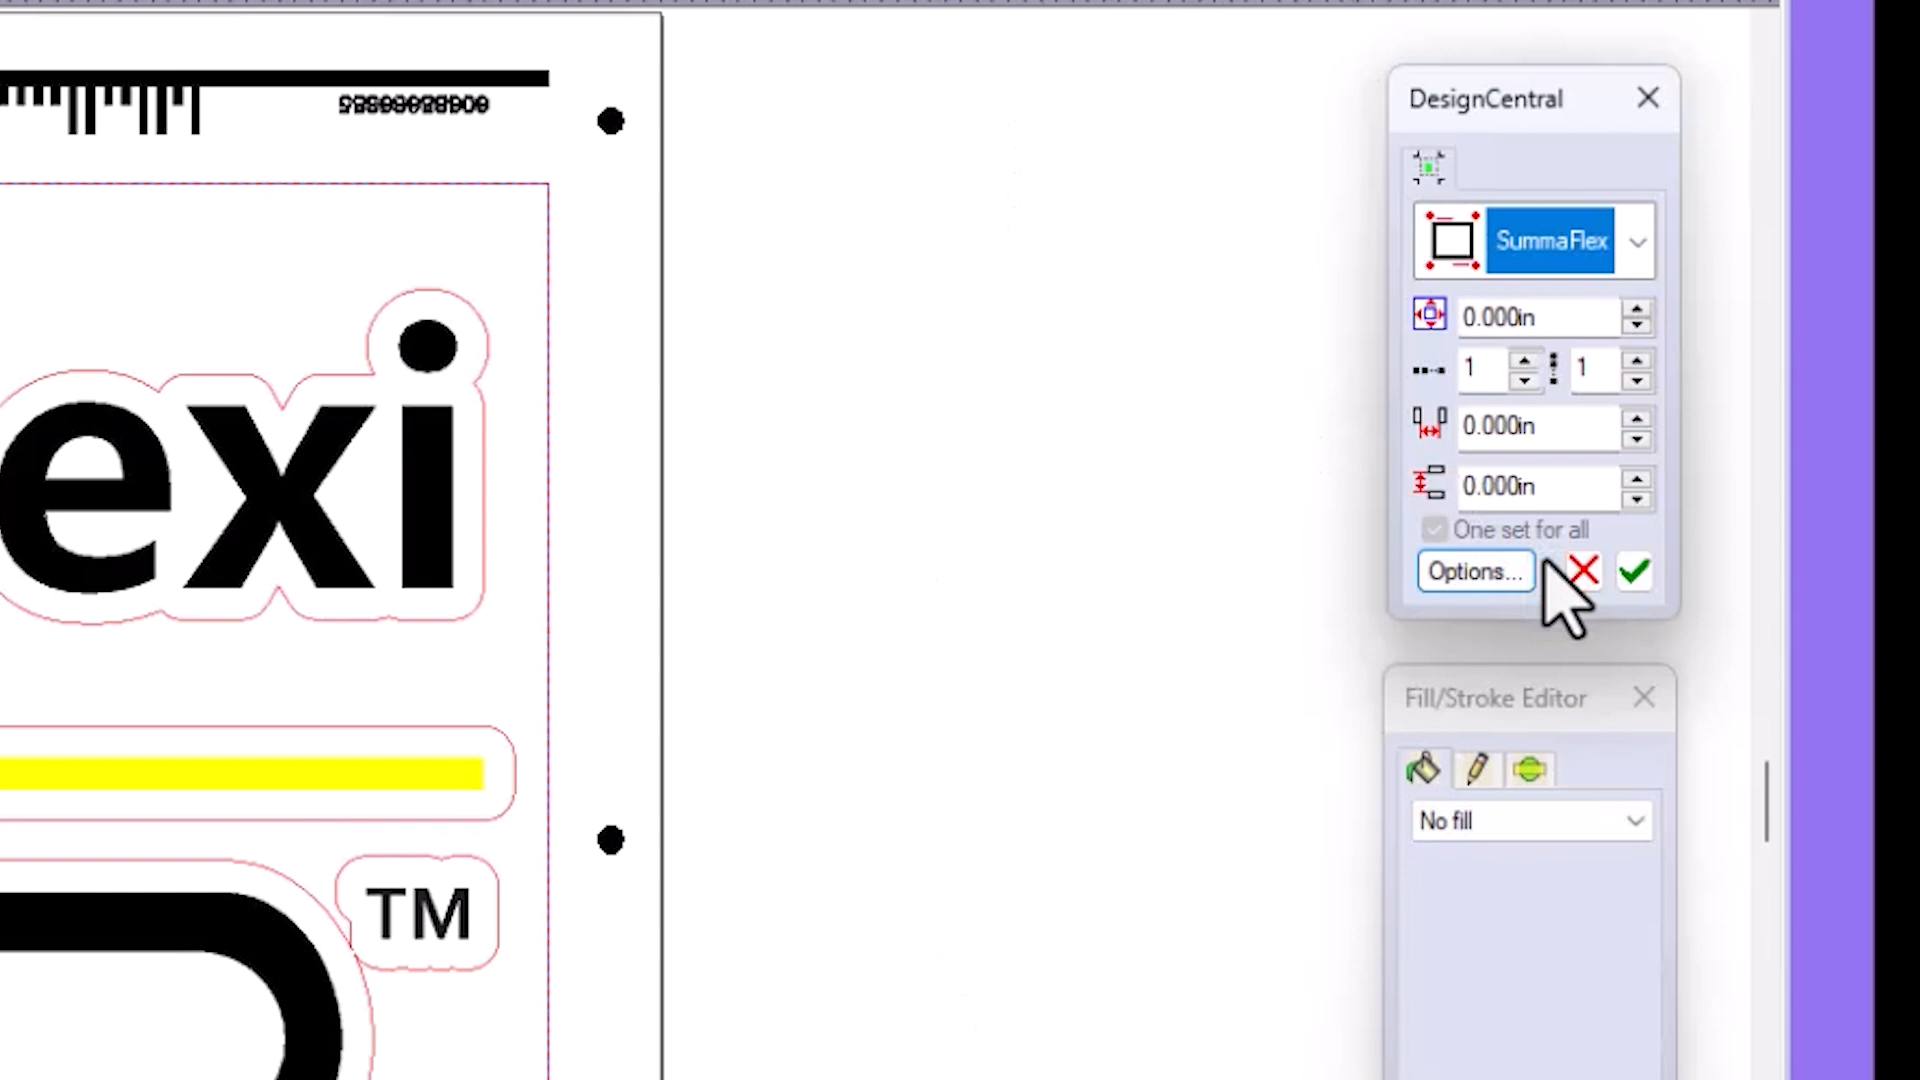 DesignCentral
SummaFlex
0.000in
1
1
0.000in
0.000in
One set for all
Options...
exi
Fill/Stroke Editor
No fill
TM